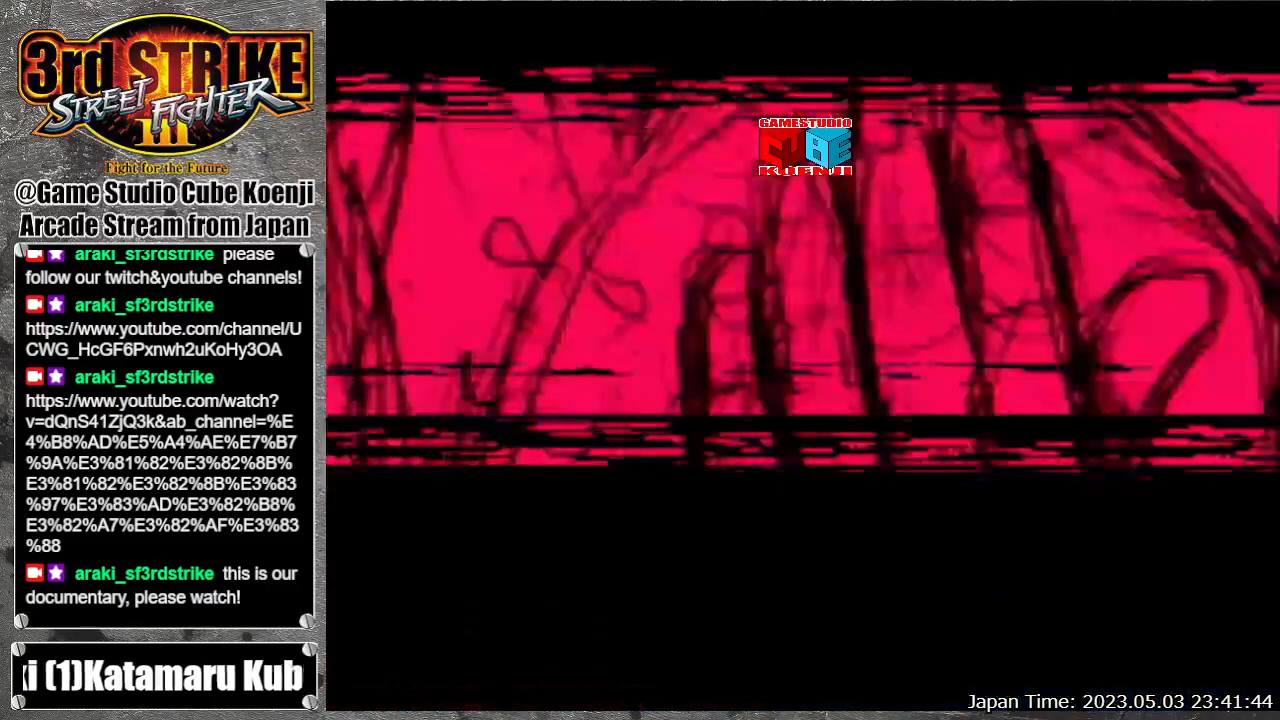 3rd STRIKE
STREET FIGHTER
III
Fight for the Future
@Game Studio Cube Koenji
Arcade Stream from Japan
araki_sf3rdstrike please
follow our twitch&youtube channels!
araki_sf3rdstrike
https://www.youtube.com/channel/U
CWG_HcGF6Pxnwh2uKoHy3OA
araki_sf3rdstrike
https://www.youtube.com/watch?
v=dQnS41ZjQ3k&ab_channel=%E
4%B8%AD%E5%A4%AE%E7%B7
%9A%E3%81%82%E3%82%8B%
E3%81%82%E3%82%8B%E3%83
%97%E3%83%AD%E3%82%B8%
E3%82%A7%E3%82%AF%E3%83
%88
araki_sf3rdstrike this is our
documentary, please watch!
i (1)Katamaru Kub
GAMESTUDIO
CUBE
KOENJI
Japan Time: 2023.05.03 23:41:44